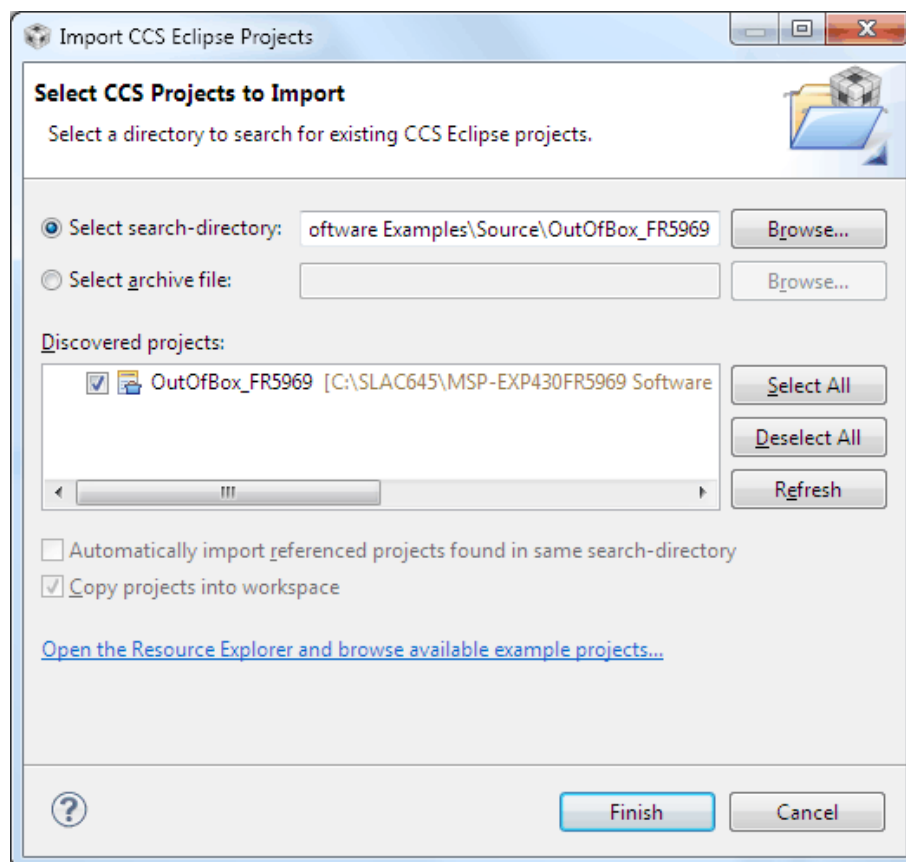 Import CCS Eclipse Projects
Select CCS Projects to Import
Select a directory to search for existing CCS Eclipse projects.
Select search-directory: oftware Examples\Source\OutOfBox_FR5969 Browse...
Select archive file: Browse...
Discovered projects:
OutOfBox_FR5969 [C:\SLAC645\MSP-EXP430FR5969 Software
Select All
Deselect All
Refresh
Automatically import referenced projects found in same search-directory
Copy projects into workspace
Open the Resource Explorer and browse available example projects...
Finish Cancel